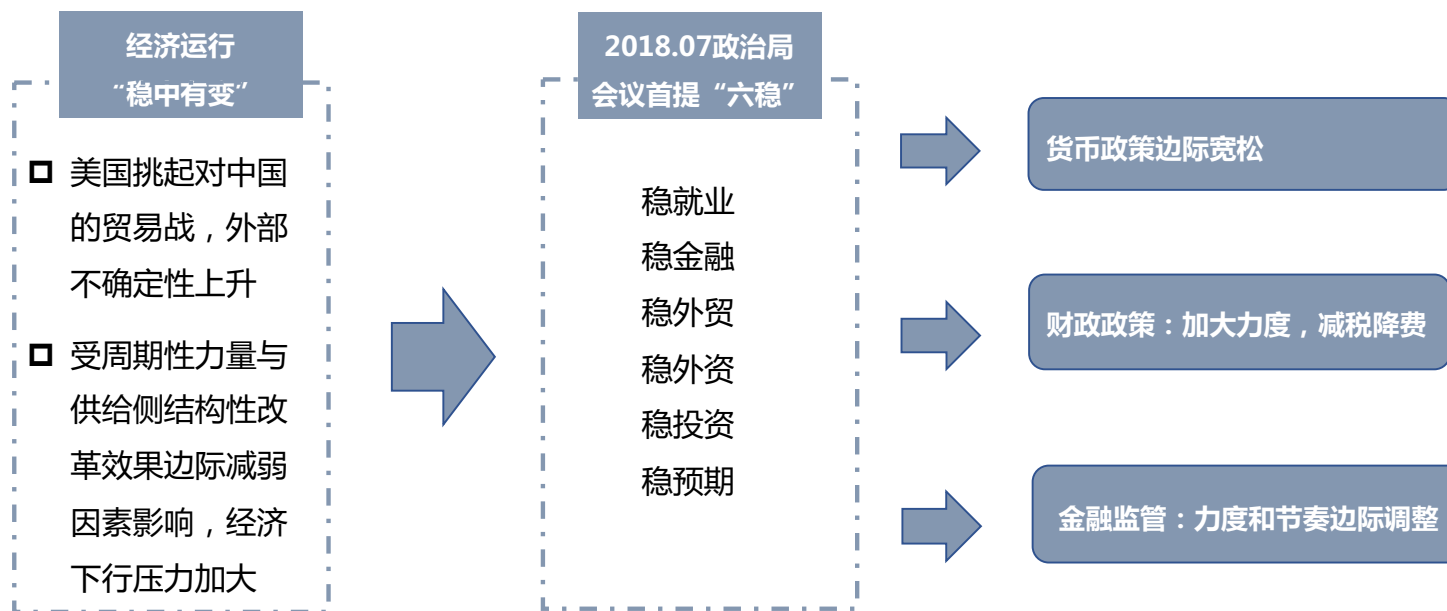 经济运行
“稳中有变”
美国挑起对中国
的贸易战，外部
不确定性上升
受周期性力量与
供给侧结构性改
革效果边际减弱
因素影响，经济
下行压力加大
2018.07政治局
会议首提“六稳”
稳就业
稳金融
稳外贸
稳外资
稳投资
稳预期
货币政策边际宽松
财政政策：加大力度，减税降费
金融监管：力度和节奏边际调整